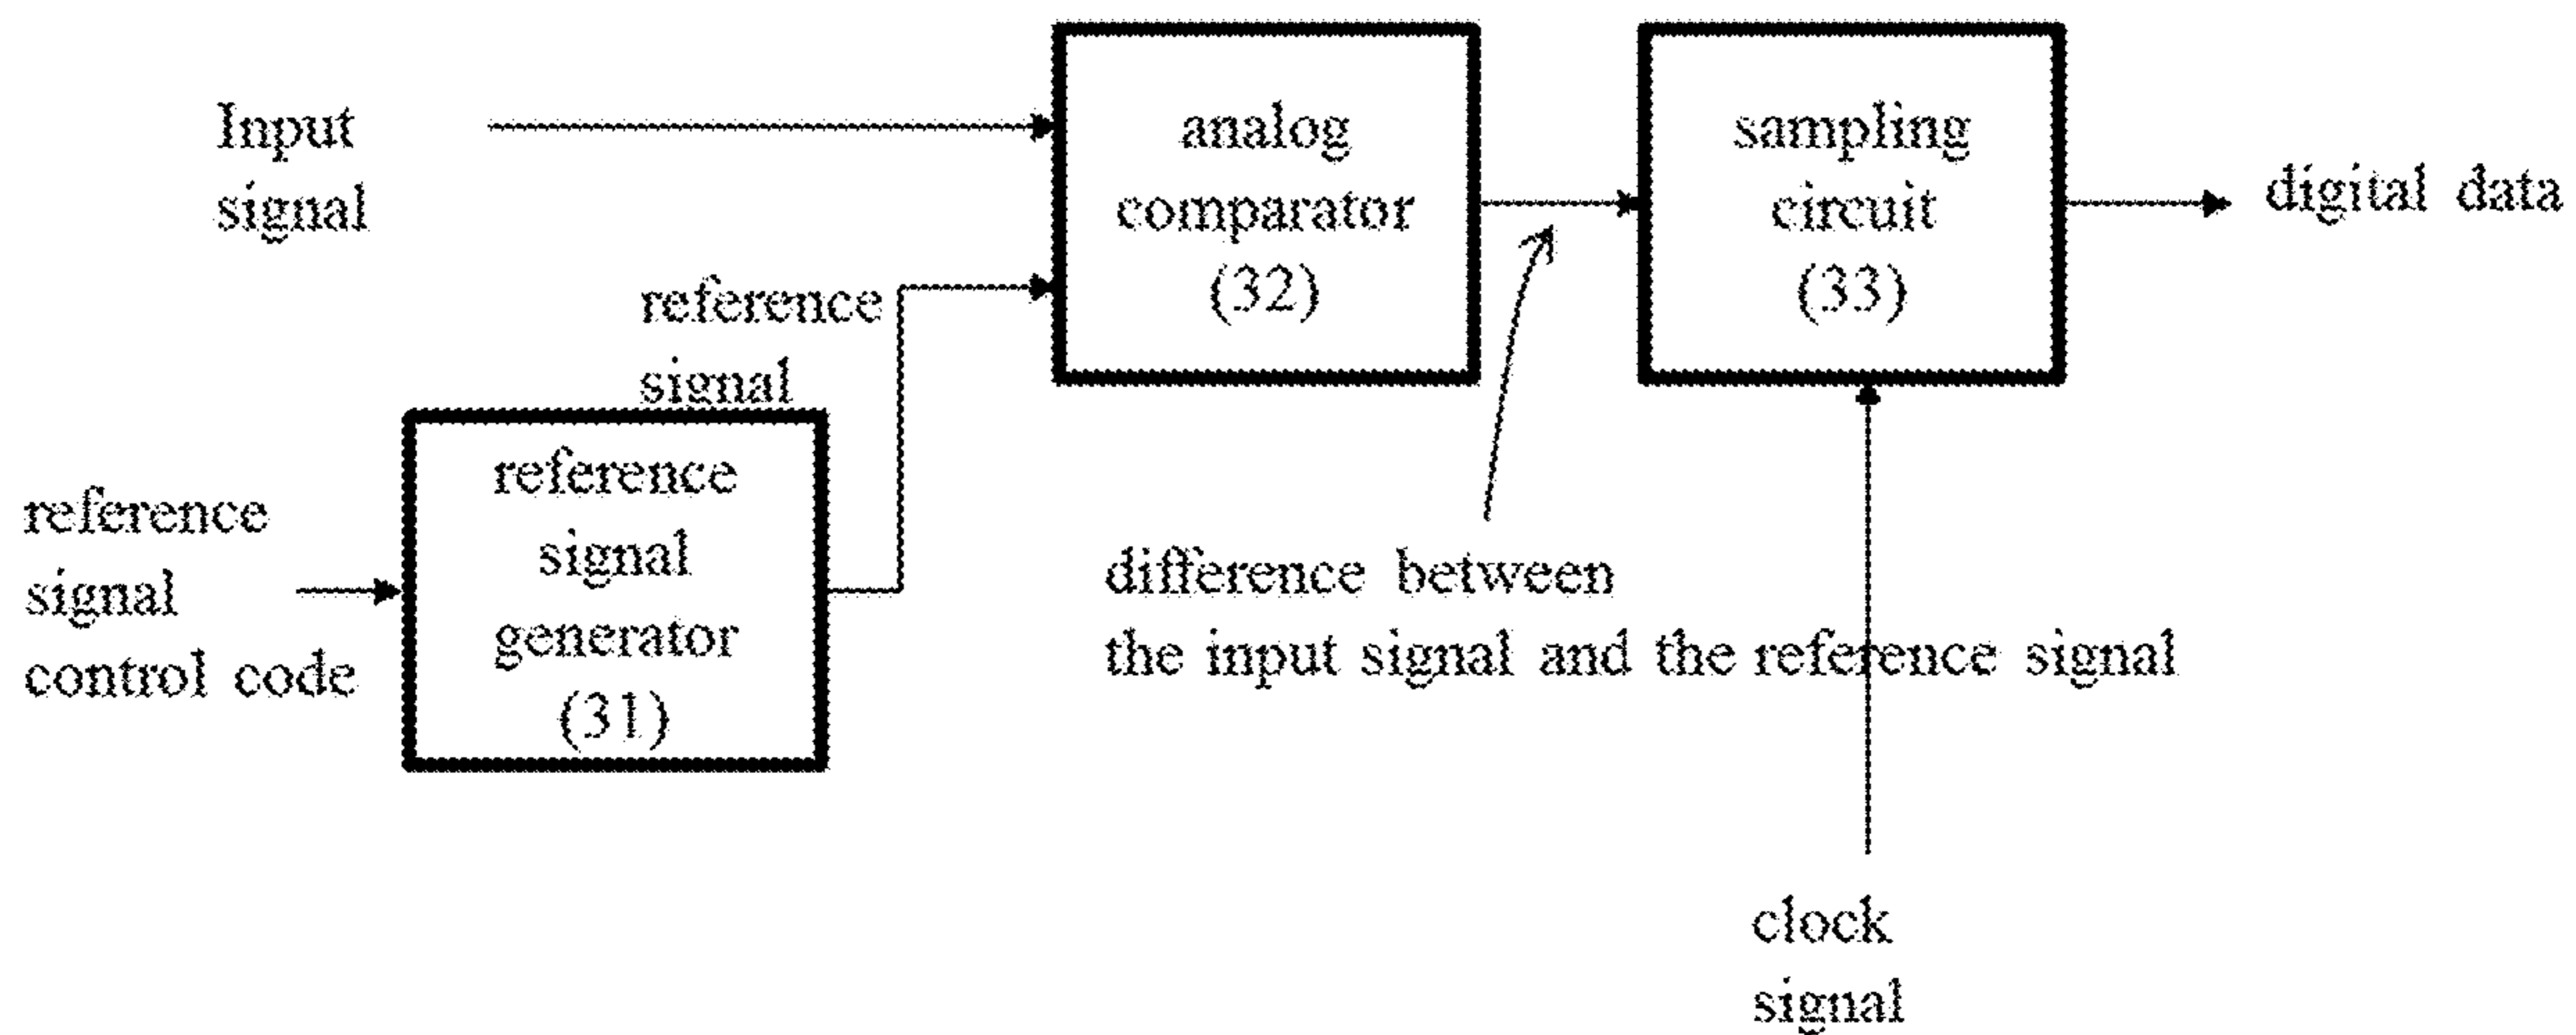 Input
signal
analog
comparator
(32)
sampling
circuit
(33)
digital data
reference
signal
reference
signal
control code
reference
signal
generator
(31)
difference between
the input signal and the reference signal
clock
signal